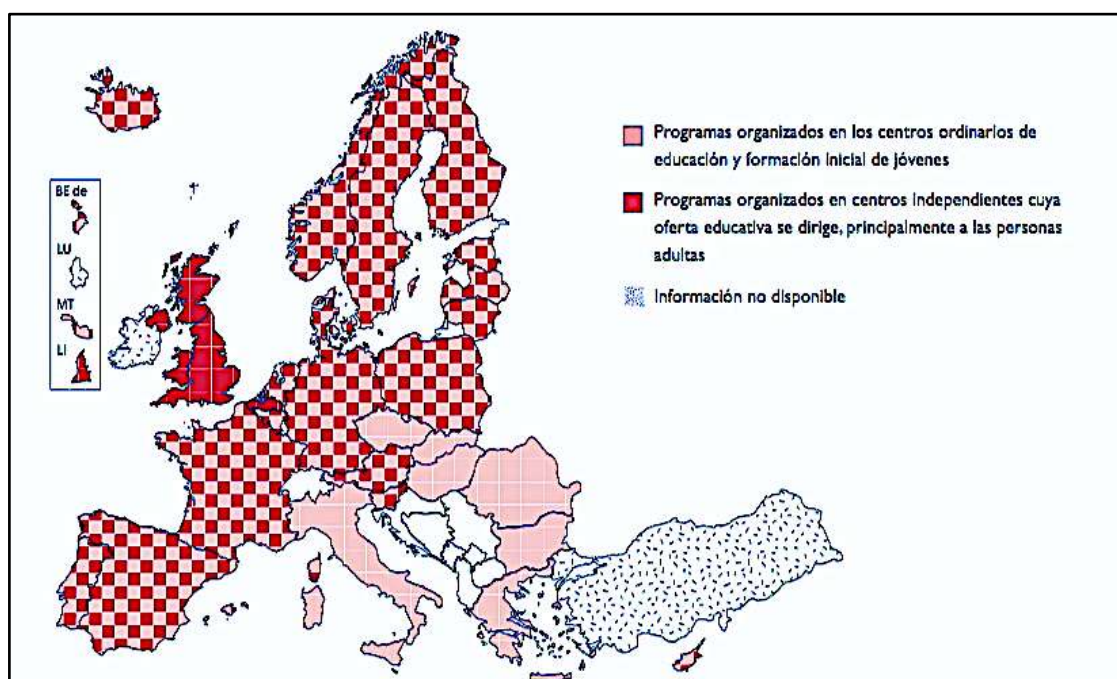 Programas organizados en los centros ordinarios de
educación y formación inicial de jóvenes
Programas organizados en centros independientes cuya
oferta educativa se dirige, principalmente a las personas
adultas
Información no disponible
BE de
LU
MT
LI